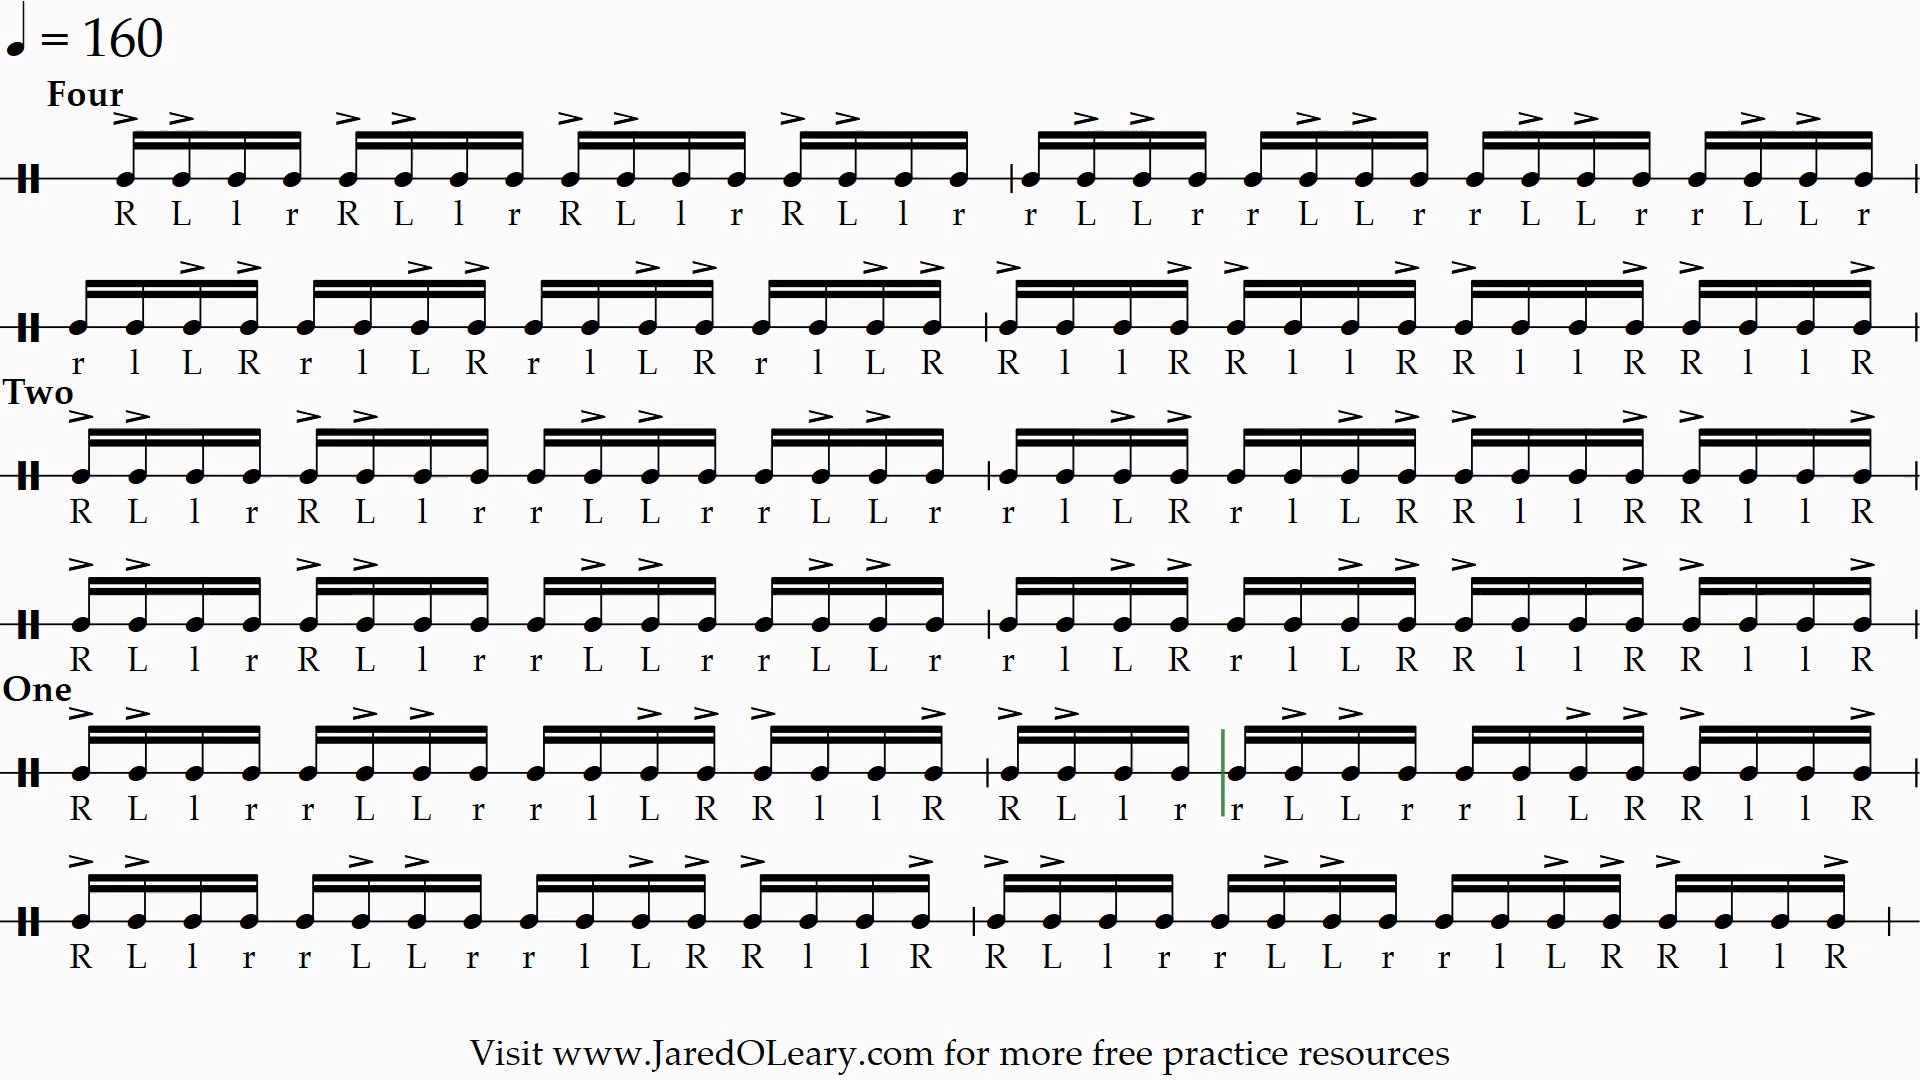 ♩ = 160
Four
R L l r R L l r R L l r R L l r r L L r r L L r r L L r r L L r
r l L R r l L R r l L R r l L R R l l R R l l R R l l R R l l R
Two
R L l r R L l r r L L r r L L r r l L R r l L R R l l R R l l R
R L l r R L l r r L L r r L L r r l L R r l L R R l l R R l l R
One
R L l r r L L r r l L R R l l R R L l r r L L r r l L R R l l R
R L l r r L L r r l L R R l l R R L l r r L L r r l L R R l l R
Visit www.JaredOLeary.com for more free practice resources